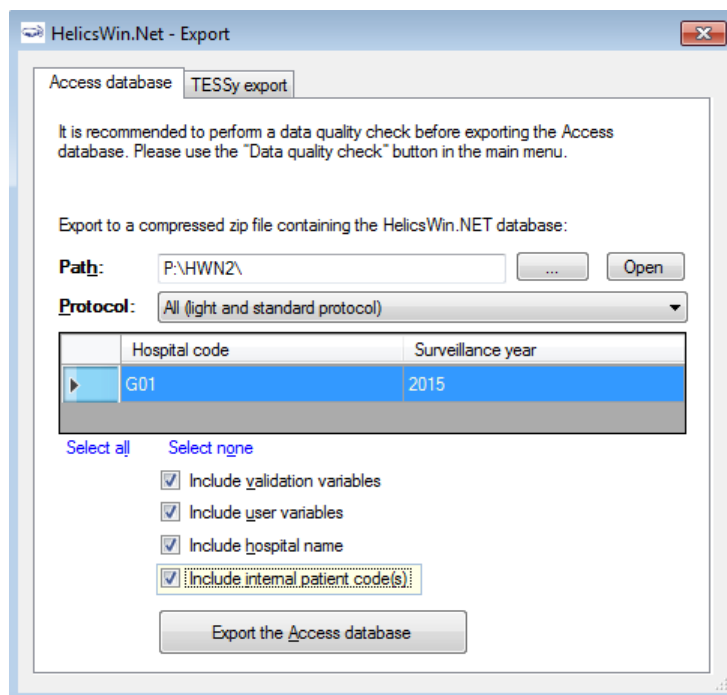 HelicsWin.Net - Export
Access database
TESSy export
It is recommended to perform a data quality check before exporting the Access
database. Please use the "Data quality check" button in the main menu.
Export to a compressed zip file containing the HelicsWin.NET database:
Path: P:\HWN2\ ... Open
Protocol: All (light and standard protocol)
Hospital code Surveillance year
G01 2015
Select all Select none
Include validation variables
Include user variables
Include hospital name
Include internal patient code(s)
Export the Access database